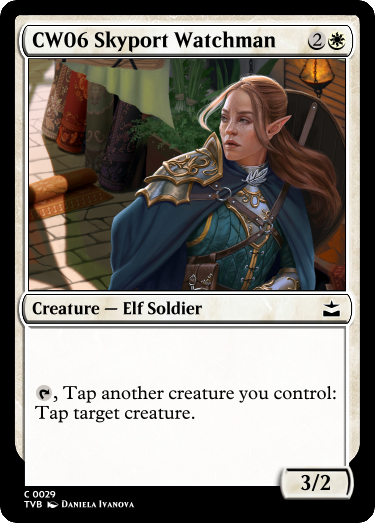 CW06 Skyport Watchman 2
Creature — Elf Soldier
, Tap another creature you control:
Tap target creature.
3/2
C 0029
TVB Daniela Ivanova